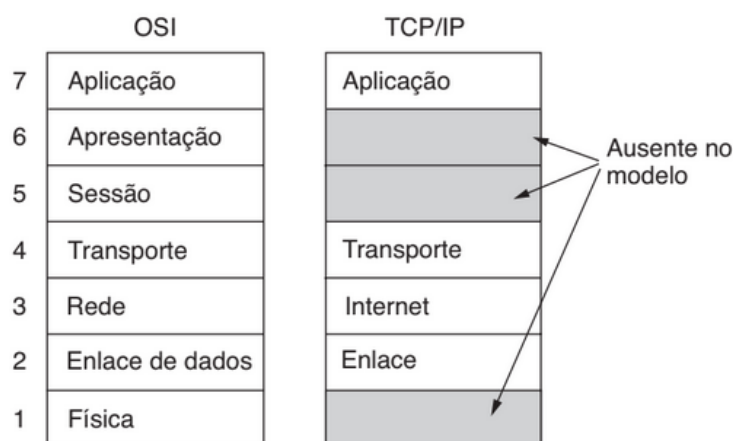 OSI TCP/IP
7 Aplicação Aplicação
6 Apresentação
Ausente no
modelo
5 Sessão
4 Transporte Transporte
3 Rede Internet
2 Enlace de dados Enlace
1 Física